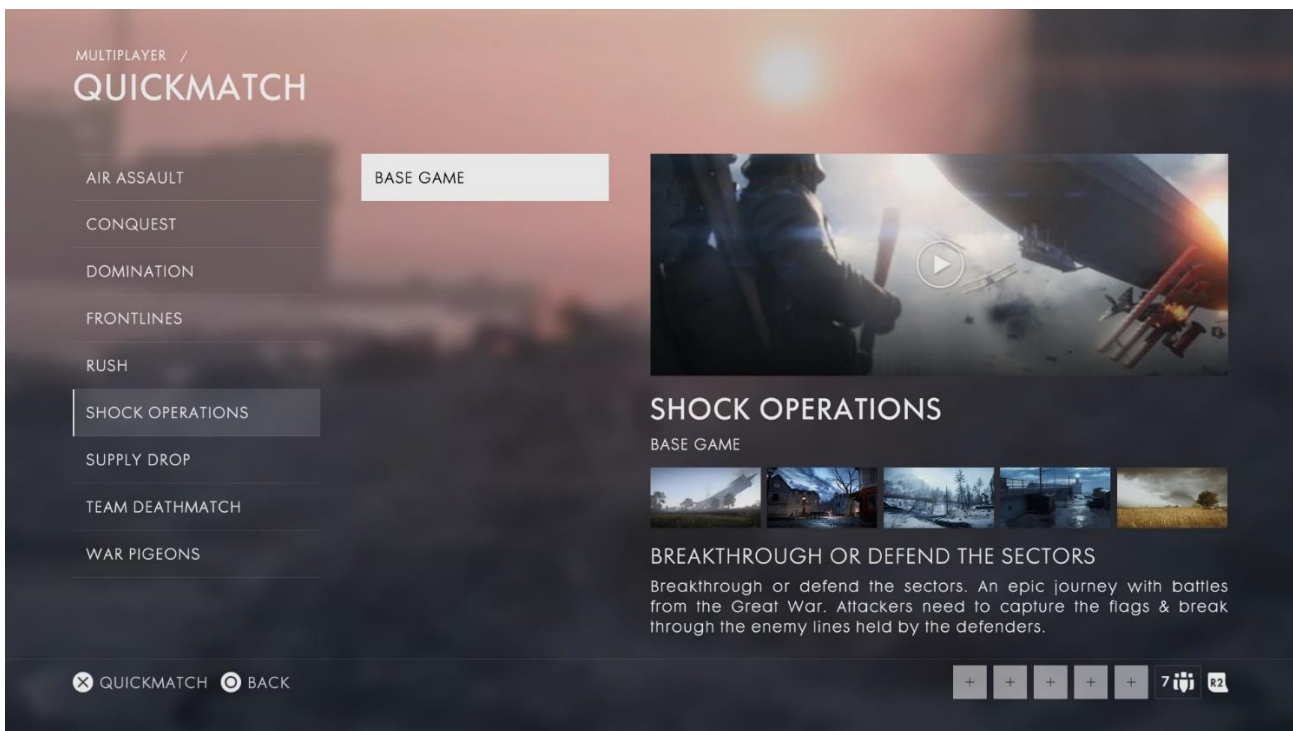 MULTIPLAYER /
QUICKMATCH
AIR ASSAULT
CONQUEST
DOMINATION
FRONTLINES
RUSH
SHOCK OPERATIONS
SUPPLY DROP
TEAM DEATHMATCH
WAR PIGEONS
BASE GAME
SHOCK OPERATIONS
BASE GAME
BREAKTHROUGH OR DEFEND THE SECTORS
Breakthrough or defend the sectors. An epic journey with battles
from the Great War. Attackers need to capture the flags & break
through the enemy lines held by the defenders.
QUICKMATCH BACK
+ + + + + 7 R2